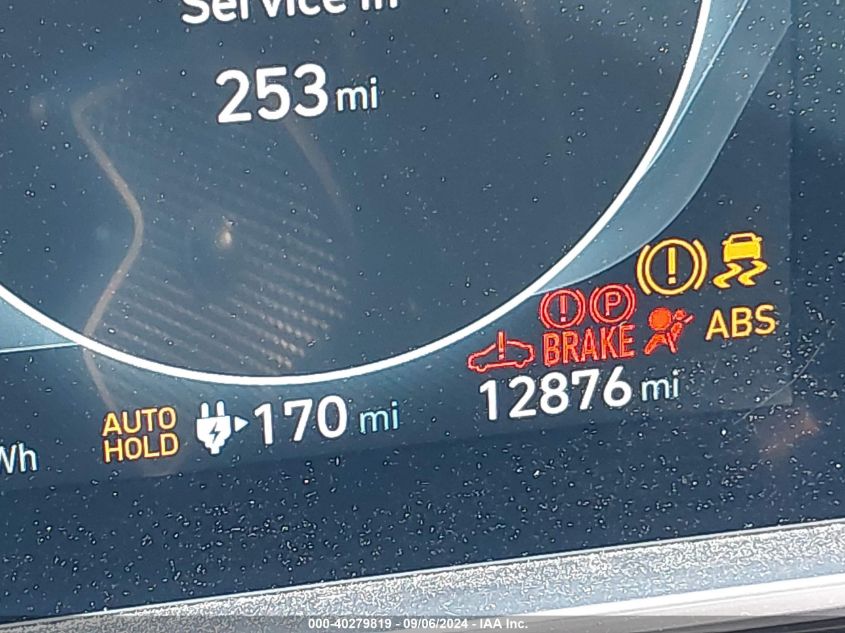 Service in
253 mi
BRAKE
ABS
12876 mi
AUTO
HOLD
170 mi
Wh
000-40279819 - 09/06/2024 - IAA Inc.